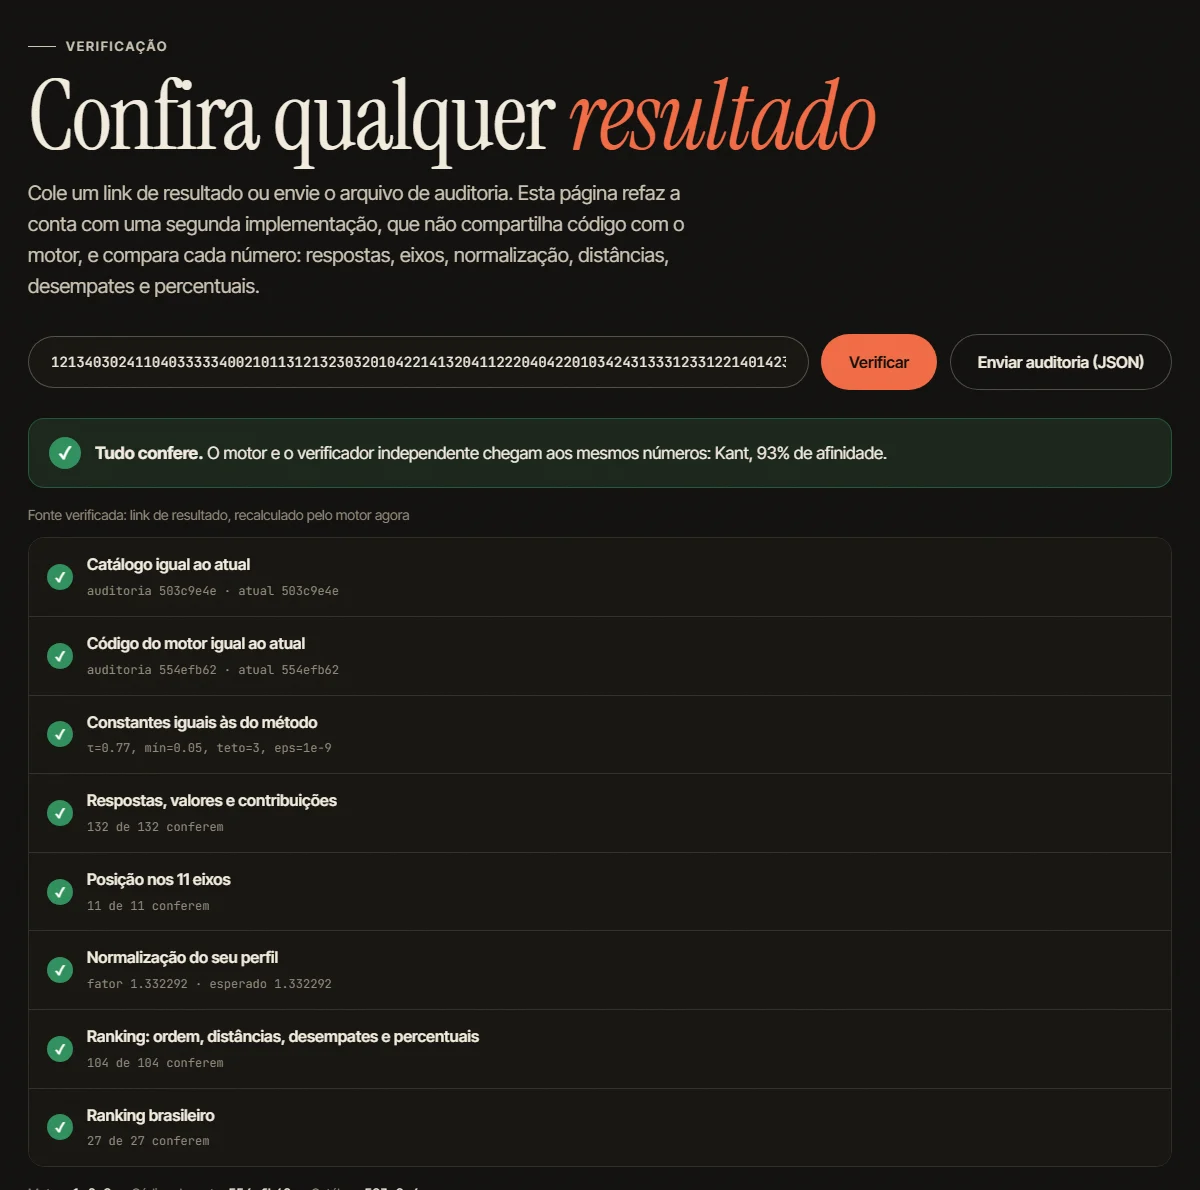 VERIFICAÇÃO
Confira qualquer resultado
Cole um link de resultado ou envie o arquivo de auditoria. Esta página refaz a
conta com uma segunda implementação, que não compartilha código com o
motor, e compara cada número: respostas, eixos, normalização, distâncias,
desempates e percentuais.
Verificar
Enviar auditoria (JSON)
Tudo confere. O motor e o verificador independente chegam aos mesmos números: Kant, 93% de afinidade.
Fonte verificada: link de resultado, recalculado pelo motor agora
Catálogo igual ao atual
auditoria 503c9e4e · atual 503c9e4e
Código do motor igual ao atual
auditoria 554efb62 · atual 554efb62
Constantes iguais às do método
τ=0.77, mín=0.05, teto=3, eps=1e-9
Respostas, valores e contribuições
132 de 132 conferem
Posição nos 11 eixos
11 de 11 conferem
Normalização do seu perfil
fator 1.332292 · esperado 1.332292
Ranking: ordem, distâncias, desempates e percentuais
104 de 104 conferem
Ranking brasileiro
27 de 27 conferem